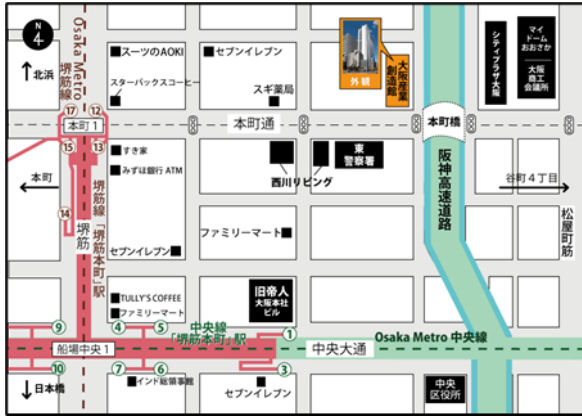 N
4
↑北浜
Osaka Metro
堺筋線
スーツのAOKI
セブンイレブン
スターバックスコーヒー
スギ薬局
外観
大阪産業
創造館
シティプラザ大阪
マイ
ドーム
おおさか
大阪
商工
会議所
⑰
⑫
本町1
本町通
本町橋
⑮
⑬
すき家
みずほ銀行 ATM
西川リビング
東
警察署
本町
←
谷町4丁目
→
⑭
堺筋
堺筋線「堺筋本町」駅
ファミリーマート
セブンイレブン
阪神高速道路
松屋町筋
TULLY'S COFFEE
ファミリーマート
旧帝人
大阪本社
ビル
⑨
④
⑤
中央線
「堺筋本町」駅
①
Osaka Metro 中央線
船場中央1
中央大通
⑩
⑦
⑥
③
↓日本橋
インド総領事館
セブンイレブン
中央
区役所